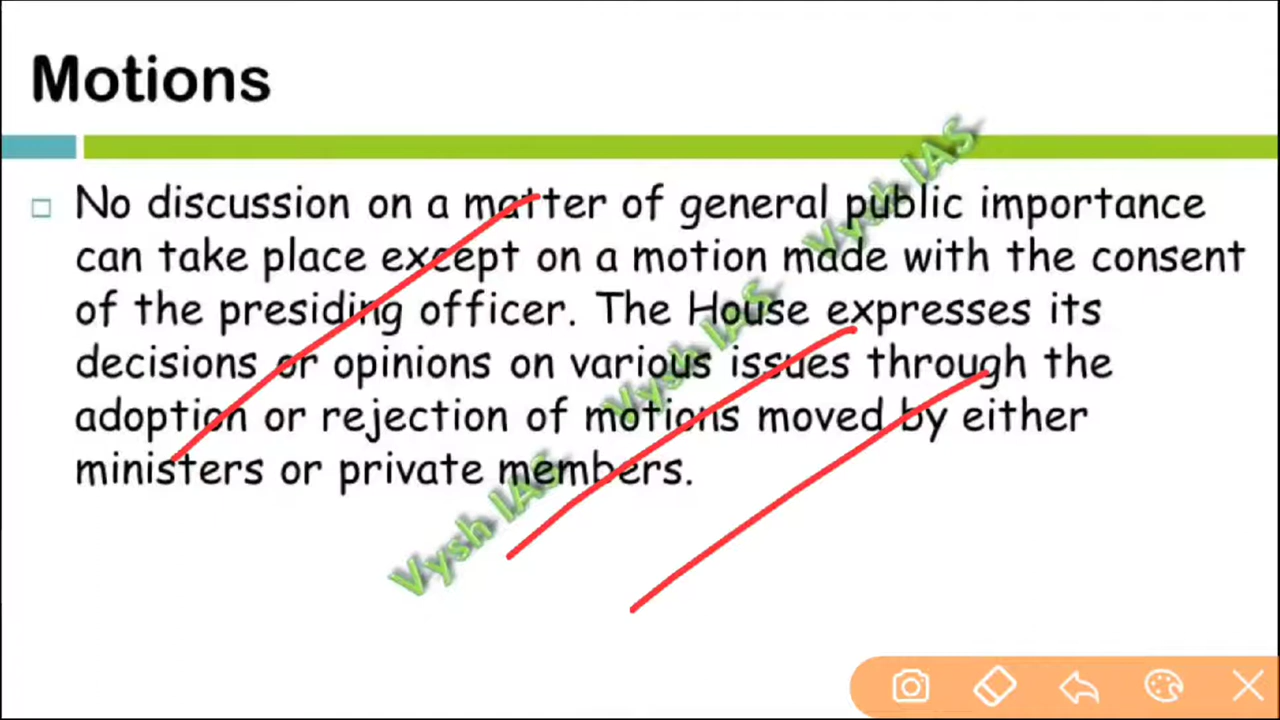 Motions
No discussion on a matter of general public importance
can take place except on a motion made with the consent
of the presiding officer. The House expresses its
decisions or opinions on various issues through the
adoption or rejection of motions moved by either
ministers or private members.
Vysh IAS
Vysh IAS
Vysh IAS